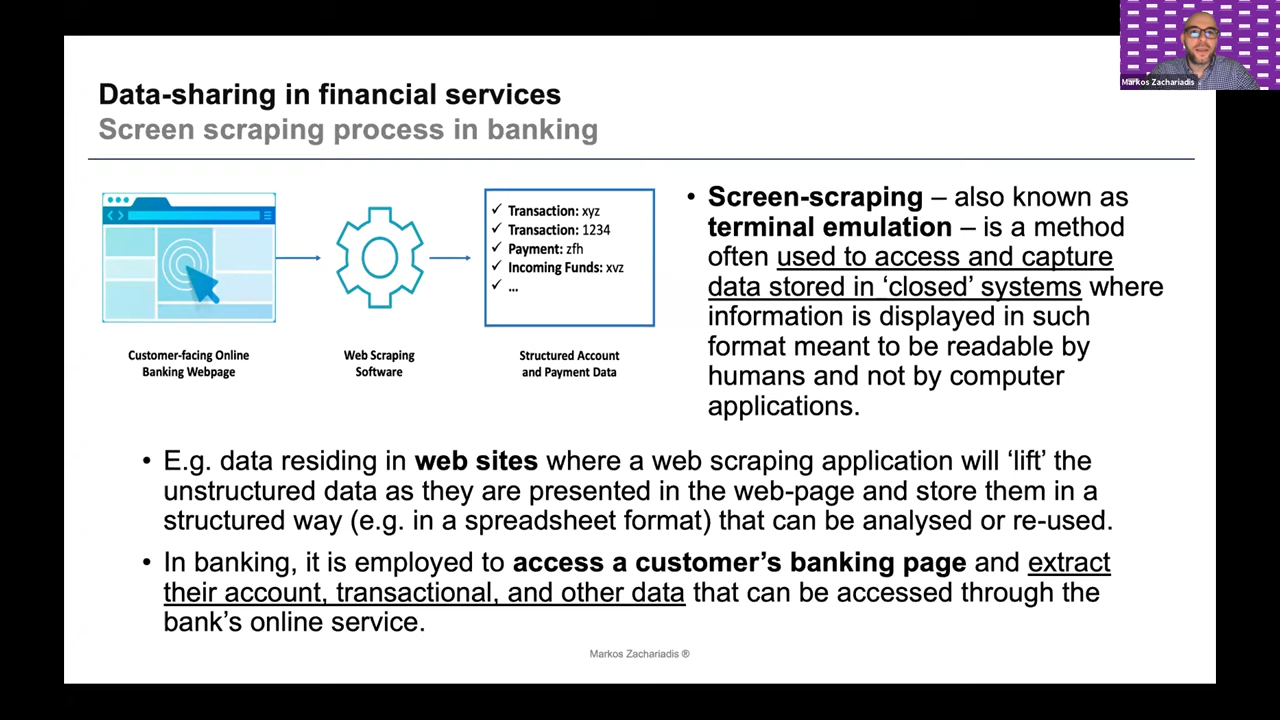 Markos Zachariadis
Data-sharing in financial services
Screen scraping process in banking
Customer-facing Online
Banking Webpage
Web Scraping
Software
✓ Transaction: xyz
✓ Transaction: 1234
✓ Payment: zfh
✓ Incoming Funds: xvz
✓ ...
Structured Account
and Payment Data
• Screen-scraping – also known as
terminal emulation – is a method
often used to access and capture
data stored in ‘closed’ systems where
information is displayed in such
format meant to be readable by
humans and not by computer
applications.
• E.g. data residing in web sites where a web scraping application will ‘lift’ the
unstructured data as they are presented in the web-page and store them in a
structured way (e.g. in a spreadsheet format) that can be analysed or re-used.
• In banking, it is employed to access a customer’s banking page and extract
their account, transactional, and other data that can be accessed through the
bank’s online service.
Markos Zachariadis ®